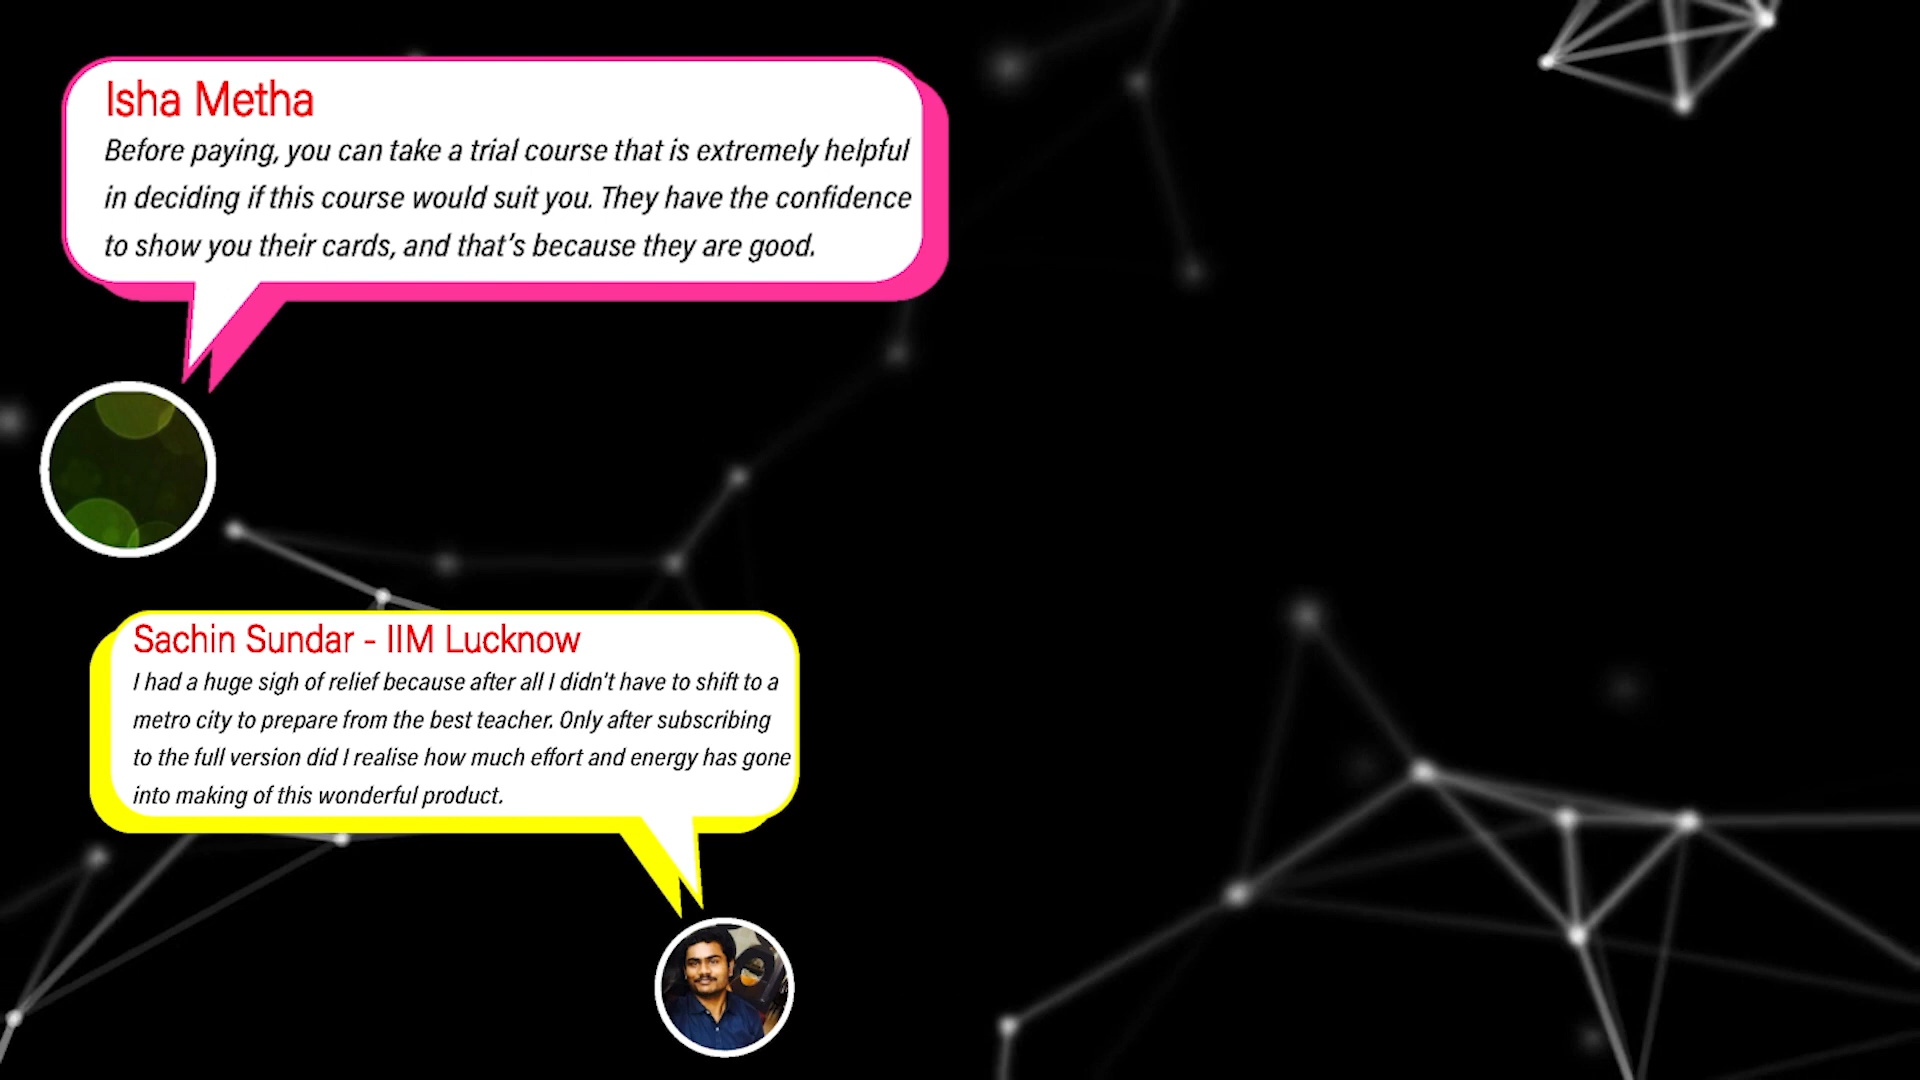 Isha Metha
Before paying, you can take a trial course that is extremely helpful
in deciding if this course would suit you. They have the confidence
to show you their cards, and that's because they are good.
Sachin Sundar - IIM Lucknow
I had a huge sigh of relief because after all I didn't have to shift to a
metro city to prepare from the best teacher. Only after subscribing
to the full version did I realise how much effort and energy has gone
into making of this wonderful product.